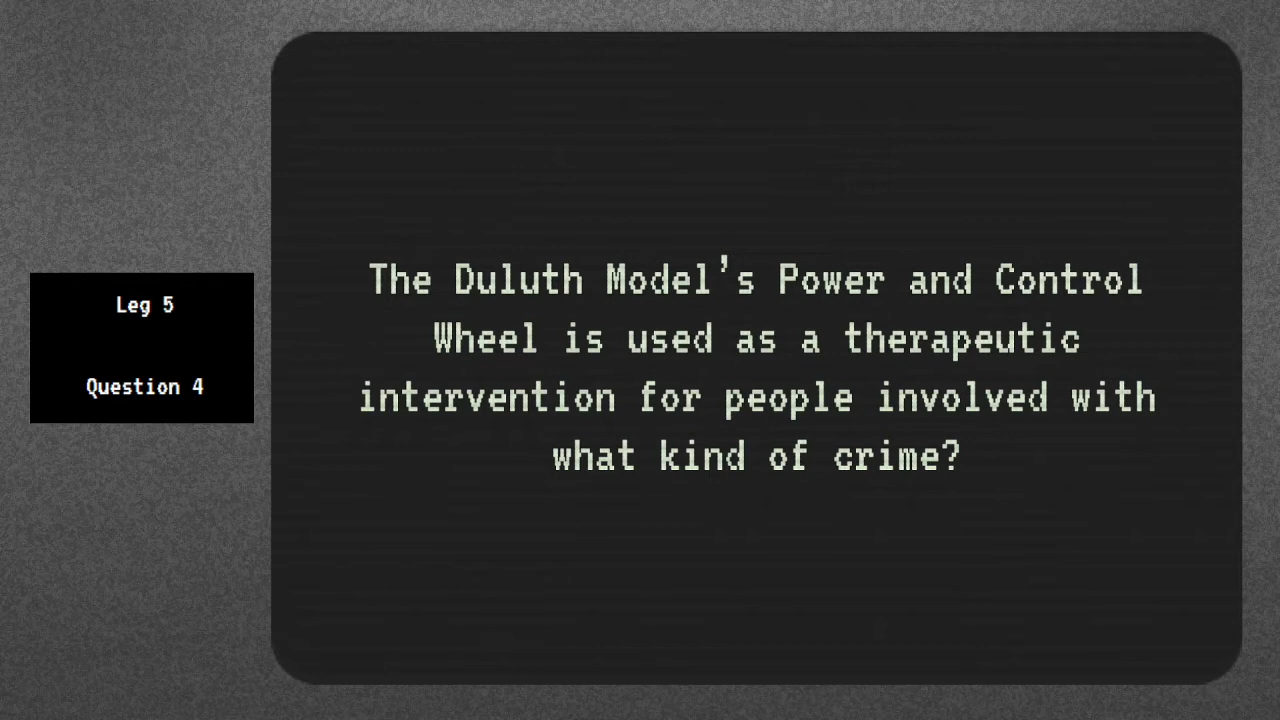 Leg 5
Question 4
The Duluth Model's Power and Control
Wheel is used as a therapeutic
intervention for people involved with
what kind of crime?